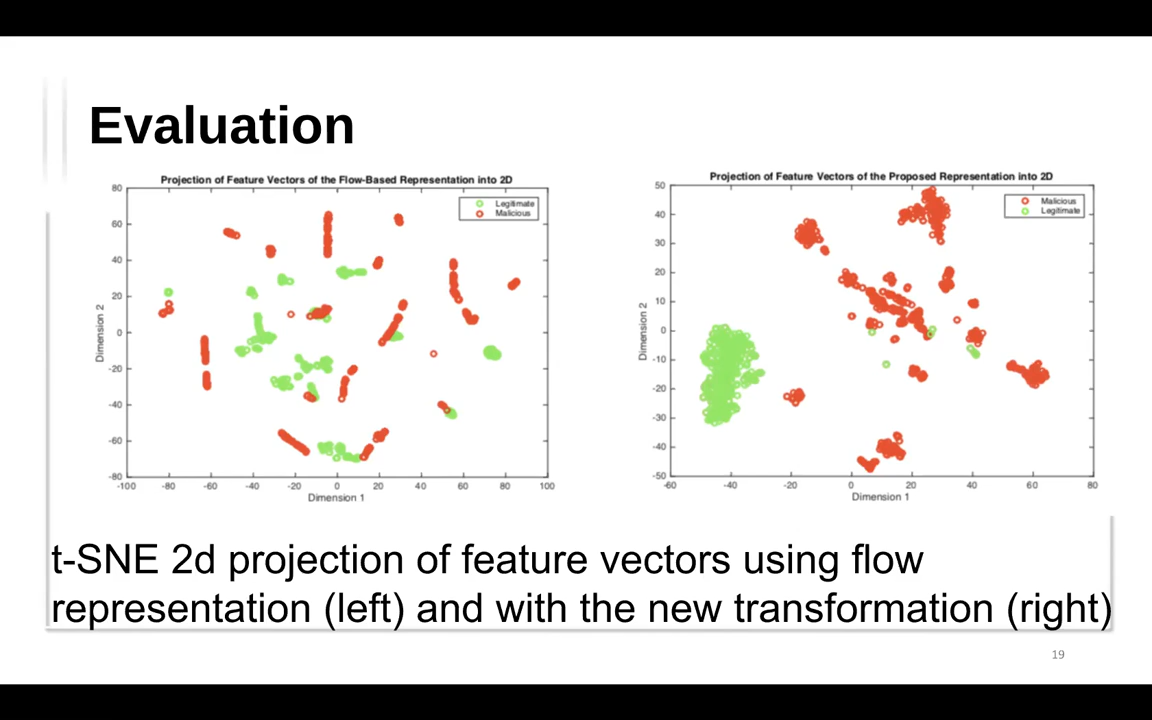 Evaluation
Projection of Feature Vectors of the Flow-Based Representation into 2D
80
60
40
20
0
-20
-40
-60
-80
-100 -80 -60 -40 -20 0 20 40 60 80 100
Dimension 1
Dimension 2
Legitimate
Malicious
Projection of Feature Vectors of the Proposed Representation into 2D
50
40
30
20
10
0
-10
-20
-30
-40
-50
-60 -40 -20 0 20 40 60 80
Dimension 1
Dimension 2
Malicious
Legitimate
t-SNE 2d projection of feature vectors using flow
representation (left) and with the new transformation (right)
19